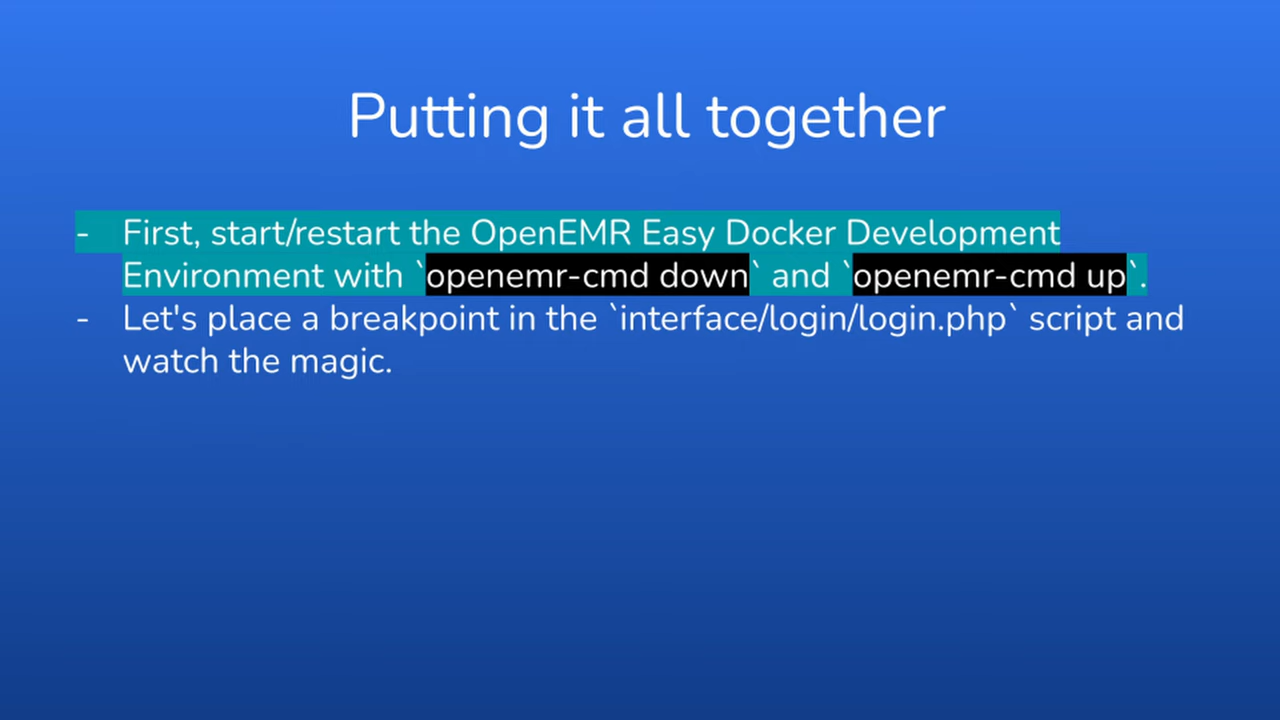 Putting it all together
- First, start/restart the OpenEMR Easy Docker Development
Environment with `openemr-cmd down` and `openemr-cmd up`.
- Let's place a breakpoint in the `interface/login/login.php` script and
watch the magic.